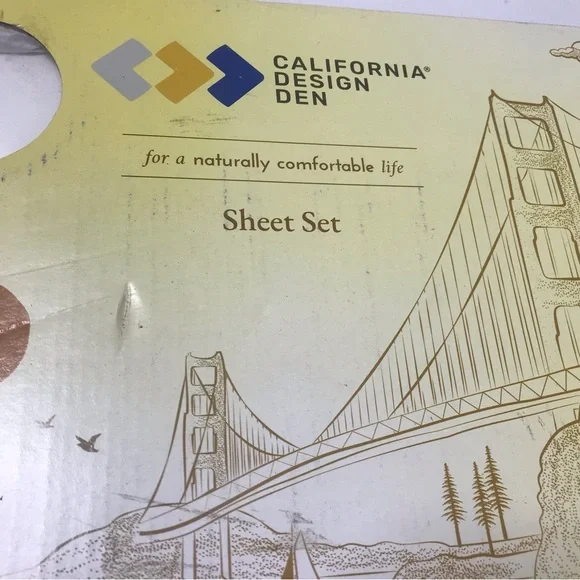 CALIFORNIA®
DESIGN
DEN
for a naturally comfortable life
Sheet Set